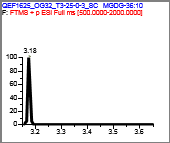 QEF1625_OG32_T3-25-0-3_SC MGDG-36:10
F: FTMS + p ESI Full ms [500.0000-2000.0000]
3.18
100
80
60
40
20
0
3.2 3.3 3.4 3.5 3.6